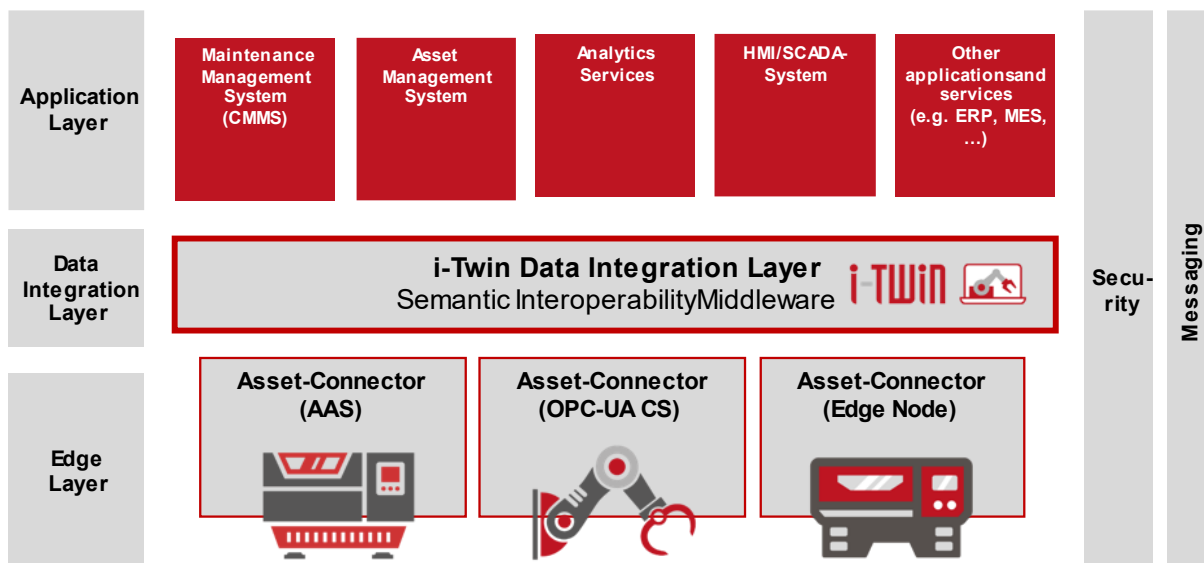 Application
Layer
Maintenance
Management
System
(CMMS)
Asset
Management
System
Analytics
Services
HMI/SCADA-
System
Other
applicationsand
services
(e.g. ERP, MES,
...)
Data
Integration
Layer
i-Twin Data Integration Layer
Semantic InteroperabilityMiddleware
i-TWiN
Edge
Layer
Asset-Connector
(AAS)
Asset-Connector
(OPC-UA CS)
Asset-Connector
(Edge Node)
Secu-
rity
Messaging